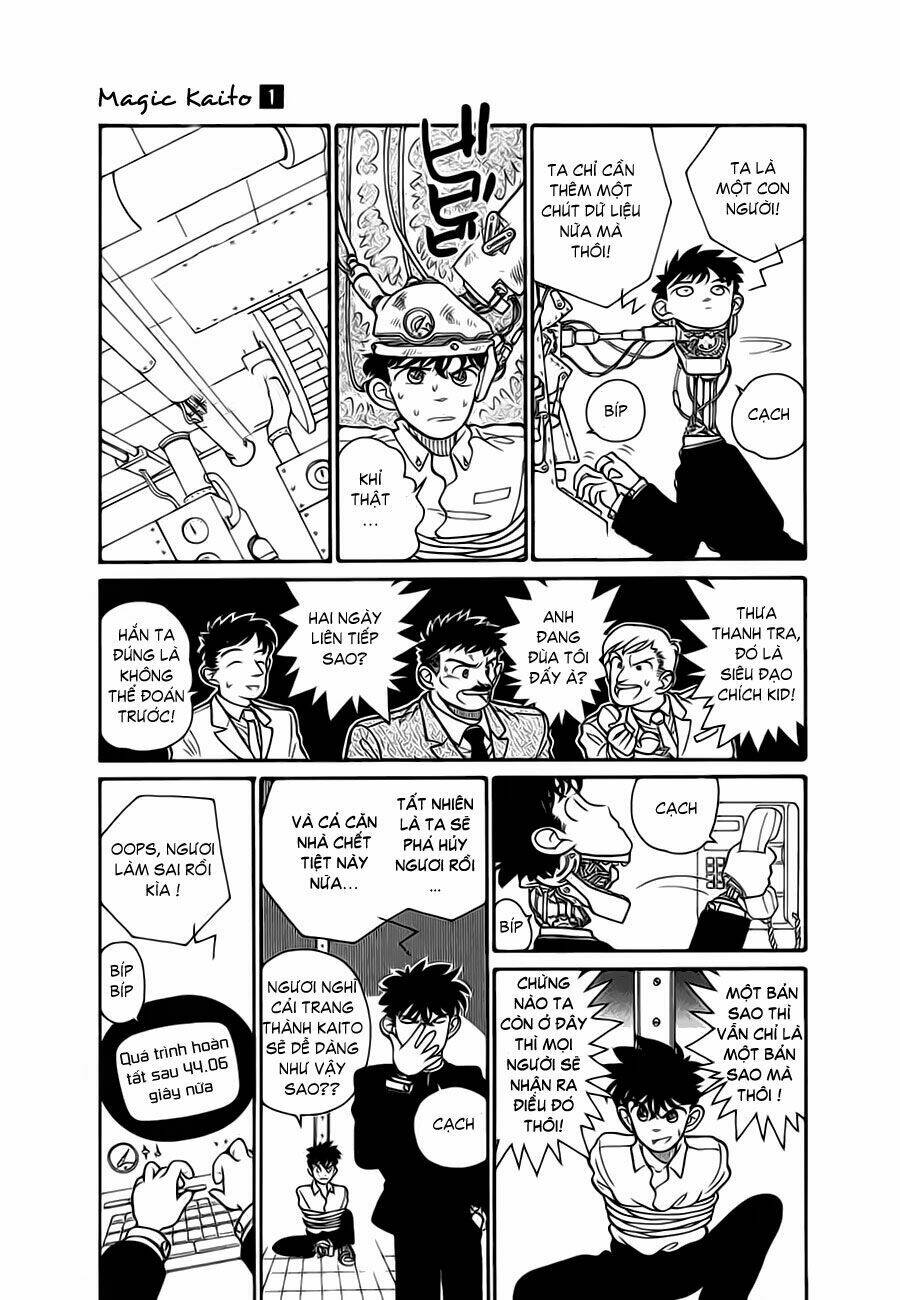 Magic Kaito 1
TA LÀ
MỘT CON
NGƯỜI!
TA CHỈ CẦN
THÊM MỘT
CHÚT DỮ LIỆU
NỮA MÀ
THÔI!
BÍP
CẠCH
ビビビ
KHỈ
THẬT
...
THƯA
THANH TRA,
ĐÓ LÀ
SIÊU ĐẠO
CHÍCH KID!
ANH
ĐANG
ĐÙA TÔI
ĐẤY À?
HAI NGÀY
LIÊN TIẾP
SAO?
HẮN TA
ĐÚNG LÀ
KHÔNG
THỂ ĐOÁN
TRƯỚC!
CẠCH
BÍP
MỘT BẢN
SAO THÌ
VẪN CHỈ LÀ
MỘT BẢN
SAO MÀ
THÔI !
CHỪNG
NÀO TA
CÒN Ở ĐÂY
THÌ MỌI
NGƯỜI SẼ
NHẬN RA
ĐIỀU ĐÓ
THÔI!
TẤT NHIÊN
LÀ TA SẼ
PHÁ HỦY
NGƯƠI RỒI
...
VÀ CẢ CĂN
NHÀ CHẾT
TIỆT NÀY
NỮA...
NGƯƠI NGHĨ
CẢI TRANG
THÀNH KAITO
SẼ DỄ DÀNG
NHƯ VẬY
SAO??
CẠCH
OOPS, NGƯƠI
LÀM SAI RỒI
KÌA !
BÍP
BÍP
Quá trình hoàn
tất sau 44.06
giây nữa